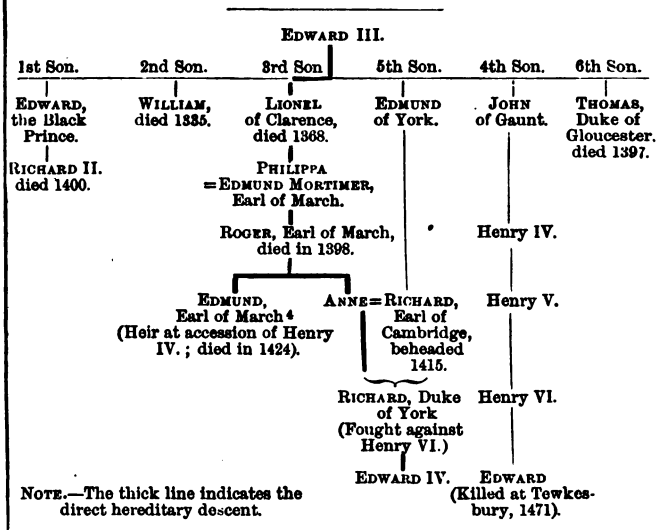 EDWARD III.
1st Son. 2nd Son. 3rd Son 5th Son. 4th Son. 6th Son.
EDWARD, the Black Prince.
WILLIAM, died 1335.
LIONEL of Clarence, died 1368.
EDMUND of York.
JOHN of Gaunt.
THOMAS, Duke of Gloucester. died 1397.
RICHARD II.
died 1400.
PHILIPPA
=EDMUND MORTIMER,
Earl of March.
ROGER, Earl of March,
died in 1398.
Henry IV.
EDMUND,
Earl of March 4
(Heir at accession of Henry
IV. ; died in 1424).
ANNE=RICHARD,
Earl of
Cambridge,
beheaded
1415.
Henry V.
RICHARD, Duke
of York
(Fought against
Henry VI.)
Henry VI.
EDWARD IV.
EDWARD
(Killed at Tewkes-
bury, 1471).
NOTE.—The thick line indicates the
direct hereditary descent.